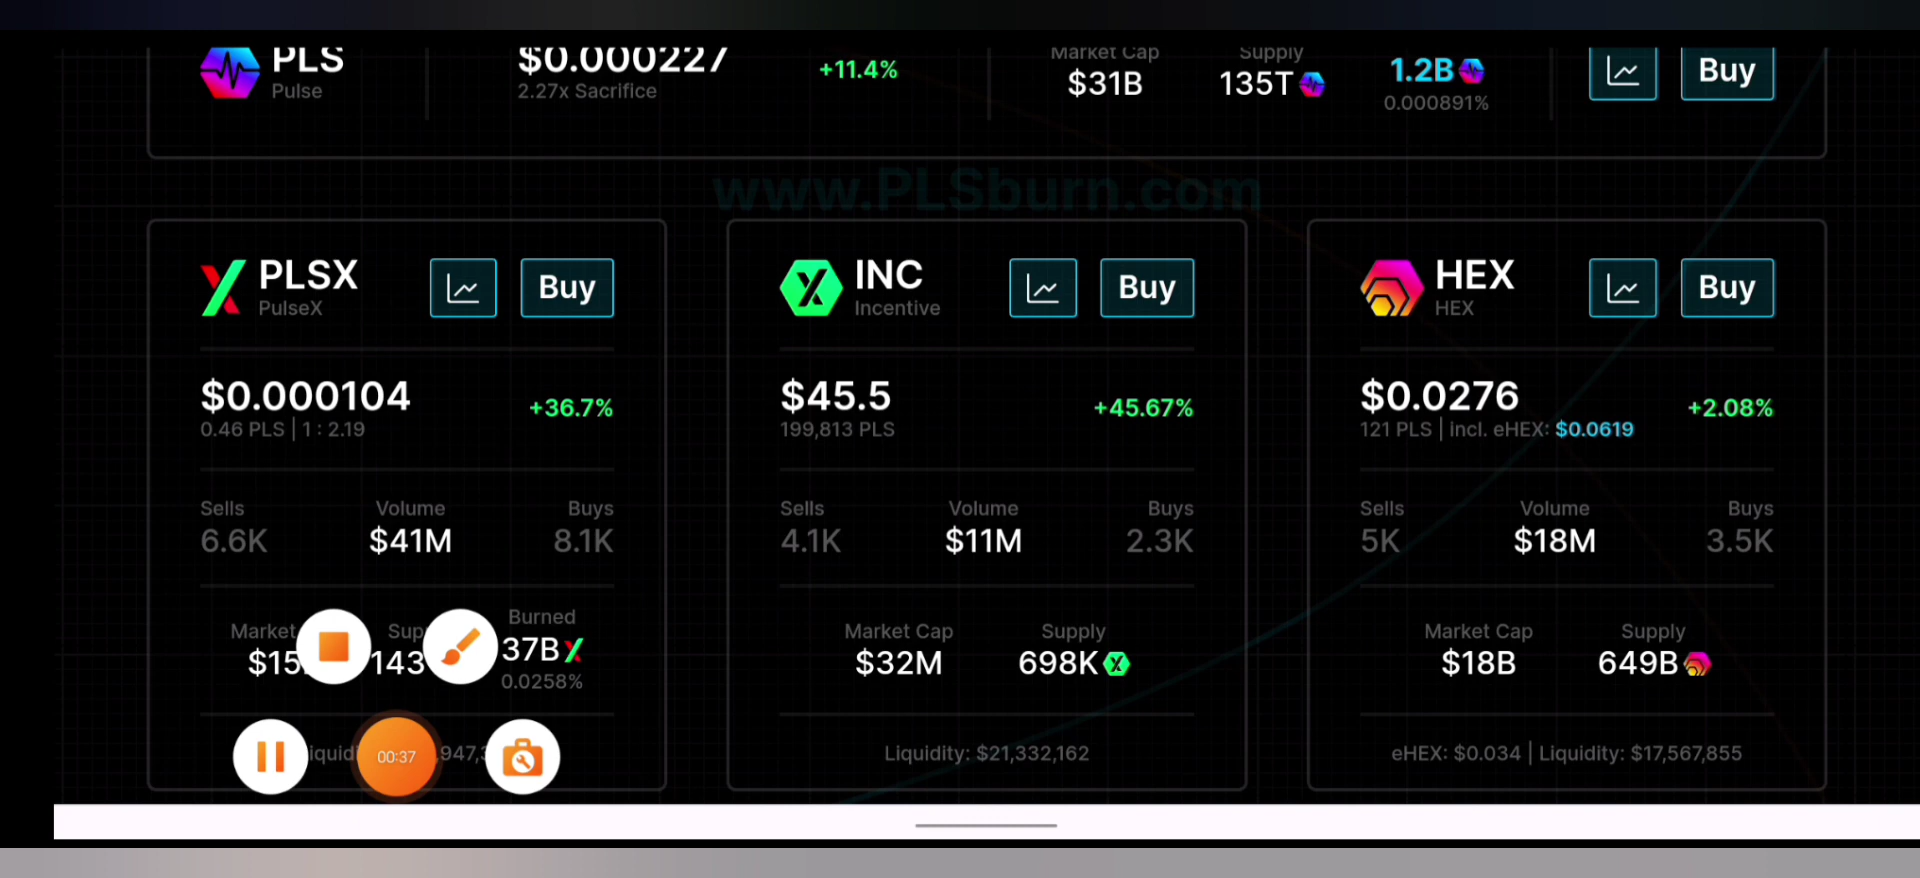 PLS
Pulse
$0.000227
2.27x Sacrifice
+11.4%
Market Cap
$31B
Supply
135T
1.2B
0.000891%
Buy
www.PLSburn.com
PLSX
PulseX
Buy
$0.000104
+36.7%
0.46 PLS | 1 : 2.19
Sells Volume Buys
6.6K $41M 8.1K
Market
$15
Sup
143
Burned
37B
0.0258%
iquid 947,
00:37
INC
Incentive
Buy
$45.5
+45.67%
199,813 PLS
Sells Volume Buys
4.1K $11M 2.3K
Market Cap Supply
$32M 698K
Liquidity: $21,332,162
HEX
HEX
Buy
$0.0276
+2.08%
121 PLS | incl. eHEX: $0.0619
Sells Volume Buys
5K $18M 3.5K
Market Cap Supply
$18B 649B
eHEX: $0.034 | Liquidity: $17,567,855